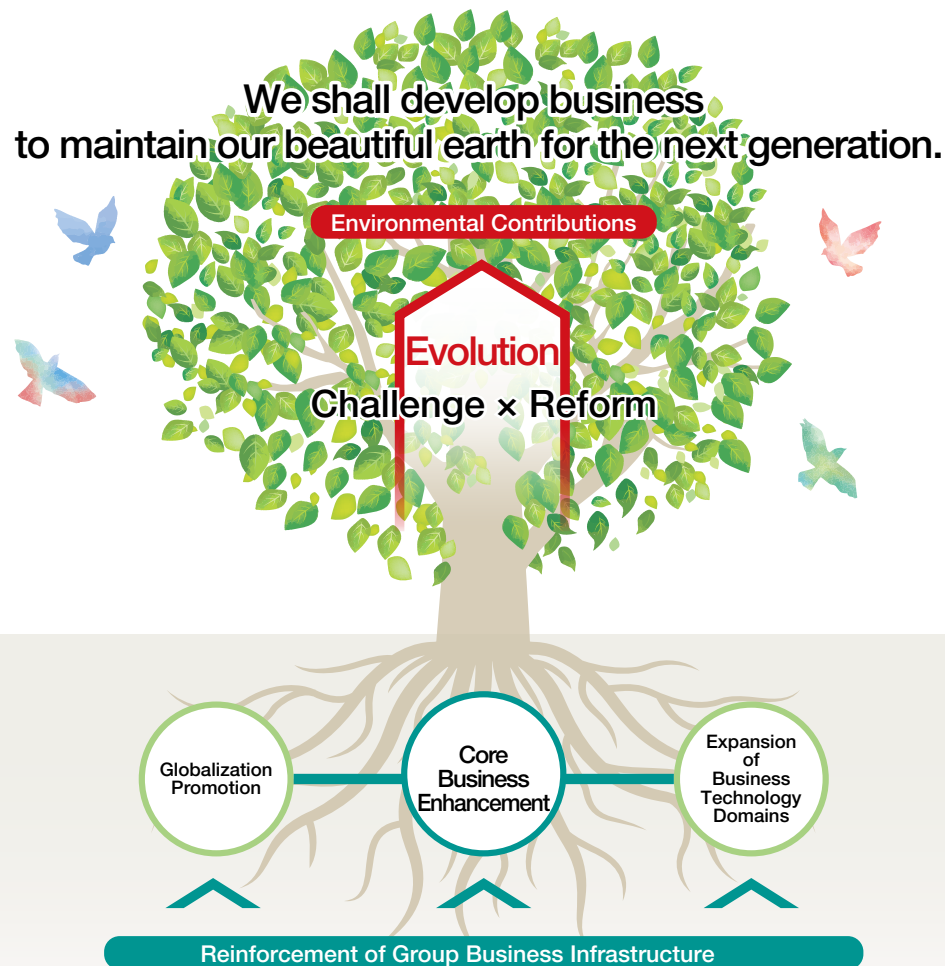 We shall develop business
to maintain our beautiful earth for the next generation.
Environmental Contributions
Evolution
Challenge × Reform
Globalization
Promotion
Core
Business
Enhancement
Expansion
of
Business
Technology
Domains
Reinforcement of Group Business Infrastructure